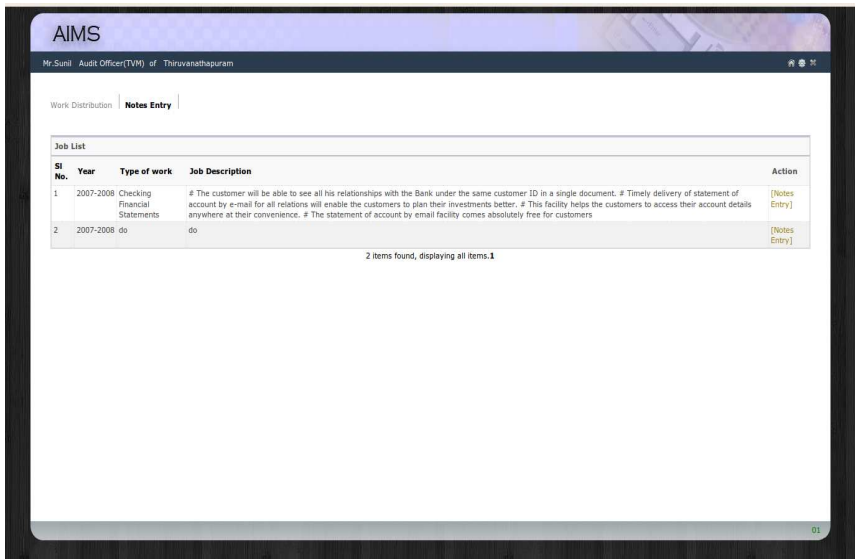 AIMS
Mr.Sunil Audit Officer(TVM) of Thiruvanathapuram
Work Distribution Notes Entry
Job List
Sl No. Year Type of work Job Description Action
1 2007-2008 Checking Financial Statements # The customer will be able to see all his relationships with the Bank under the same customer ID in a single document. # Timely delivery of statement of account by e-mail for all relations will enable the customers to plan their investments better. # This facility helps the customers to access their account details anywhere at their convenience. # The statement of account by email facility comes absolutely free for customers [Notes Entry]
2 2007-2008 do do [Notes Entry]
2 items found, displaying all items.1
01